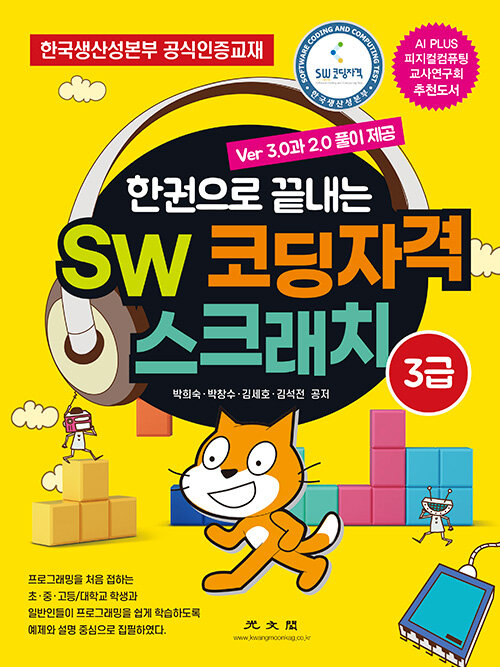 한국생산성본부 공식인증교재
SOFTWARE CODING AND COMPUTING TEST
SW 코딩자격
한국생산성본부
AI PLUS
피지컬컴퓨팅
교사연구회
추천도서
Ver 3.0과 2.0 풀이 제공
한권으로 끝내는
SW 코딩자격
스크래치
3급
박희숙·박창수·김세호·김석전 공저
프로그래밍을 처음 접하는
초·중·고등/대학교 학생과
일반인들이 프로그래밍을 쉽게 학습하도록
예제와 설명 중심으로 집필하였다.
光文閣
www.kwangmoonkag.co.kr